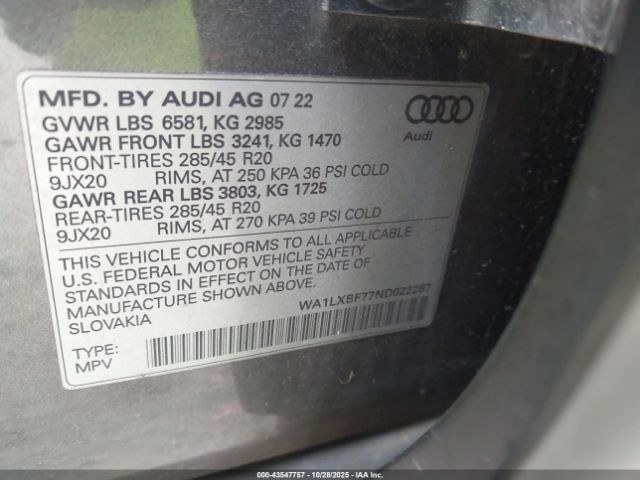 MFD. BY AUDI AG 07 22
GVWR LBS 6581, KG 2985
GAWR FRONT LBS 3241, KG 1470
FRONT-TIRES 285/45 R20
9JX20 RIMS, AT 250 KPA 36 PSI COLD
GAWR REAR LBS 3803, KG 1725
REAR-TIRES 285/45 R20
9JX20 RIMS, AT 270 KPA 39 PSI COLD
THIS VEHICLE CONFORMS TO ALL APPLICABLE
U.S. FEDERAL MOTOR VEHICLE SAFETY
STANDARDS IN EFFECT ON THE DATE OF
MANUFACTURE SHOWN ABOVE.
SLOVAKIA
WA1LXBF77ND022287
TYPE:
MPV
Audi
000-43547757 - 10/28/2025 - IAAI.COM